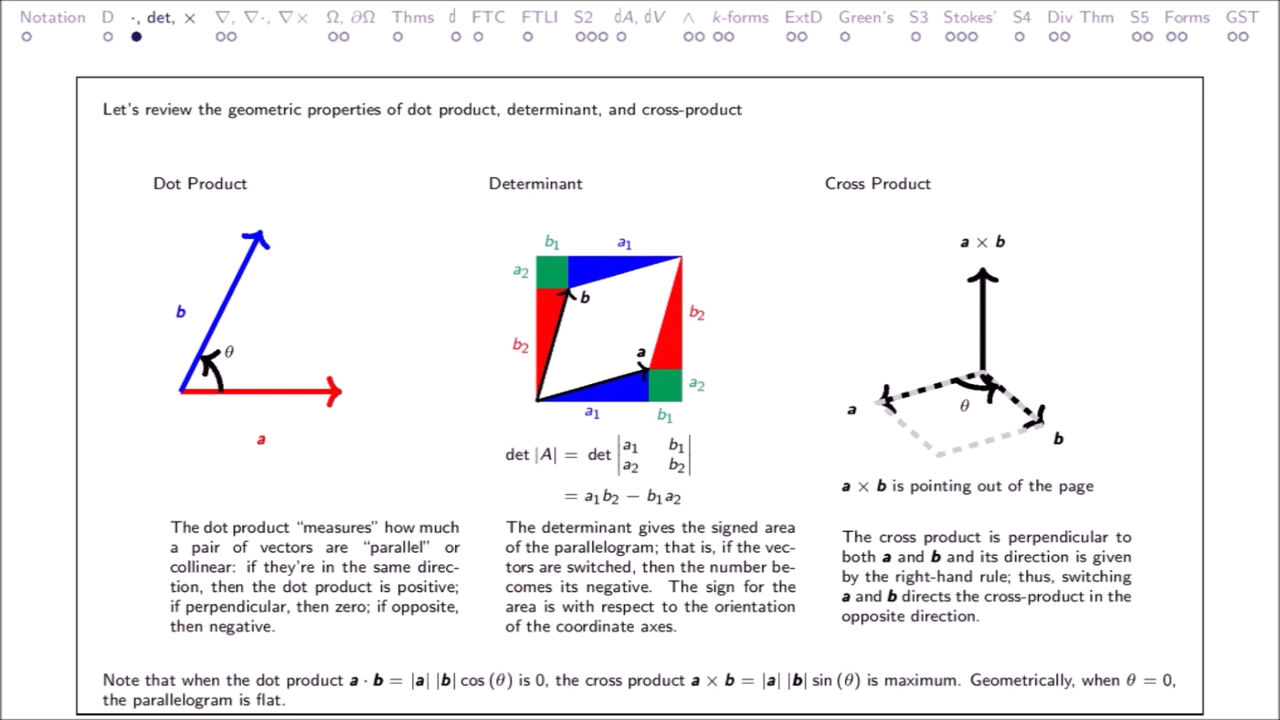 Notation D ·, det, × ∇, ∇·, ∇× Ω, ∂Ω Thms đ FTC FTLI S2 đA, đV ∧ k-forms ExtD Green's S3 Stokes' S4 Div Thm S5 Forms GST
Let's review the geometric properties of dot product, determinant, and cross-product
Dot Product
b
θ
a
The dot product “measures” how much
a pair of vectors are “parallel” or
collinear: if they're in the same direc-
tion, then the dot product is positive;
if perpendicular, then zero; if opposite,
then negative.
Determinant
b₁ a₁
a₂
b
b₂
b₂
a
a₂
a₁ b₁
det |A| = det |a₁ b₁
a₂ b₂|
= a₁b₂ − b₁a₂
The determinant gives the signed area
of the parallelogram; that is, if the vec-
tors are switched, then the number be-
comes its negative. The sign for the
area is with respect to the orientation
of the coordinate axes.
Cross Product
a × b
a
θ
b
a × b is pointing out of the page
The cross product is perpendicular to
both a and b and its direction is given
by the right-hand rule; thus, switching
a and b directs the cross-product in the
opposite direction.
Note that when the dot product a · b = |a| |b| cos (θ) is 0, the cross product a × b = |a| |b| sin (θ) is maximum. Geometrically, when θ = 0,
the parallelogram is flat.